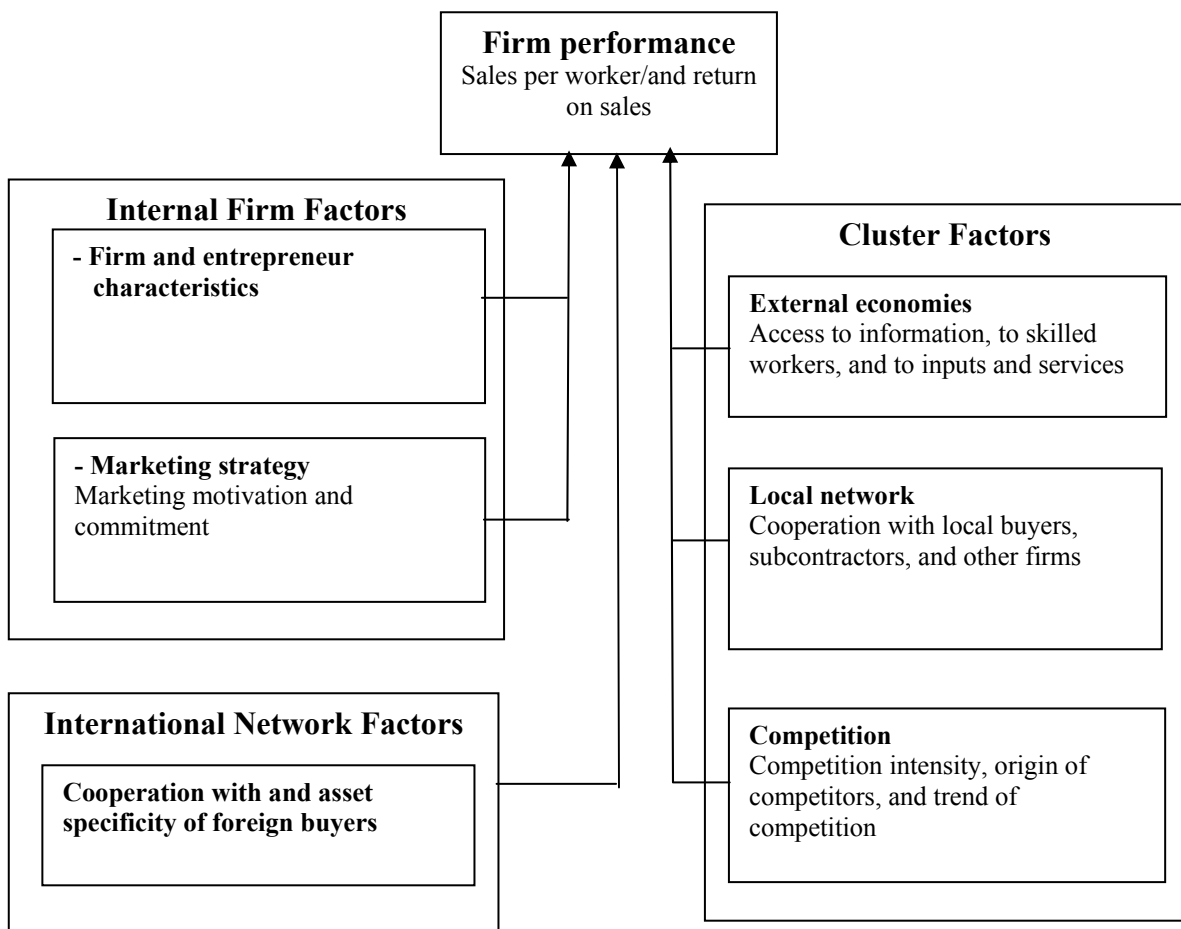 Firm performance
Sales per worker/and return
on sales
Internal Firm Factors
- Firm and entrepreneur
characteristics
- Marketing strategy
Marketing motivation and
commitment
International Network Factors
Cooperation with and asset
specificity of foreign buyers
Cluster Factors
External economies
Access to information, to skilled
workers, and to inputs and services
Local network
Cooperation with local buyers,
subcontractors, and other firms
Competition
Competition intensity, origin of
competitors, and trend of
competition